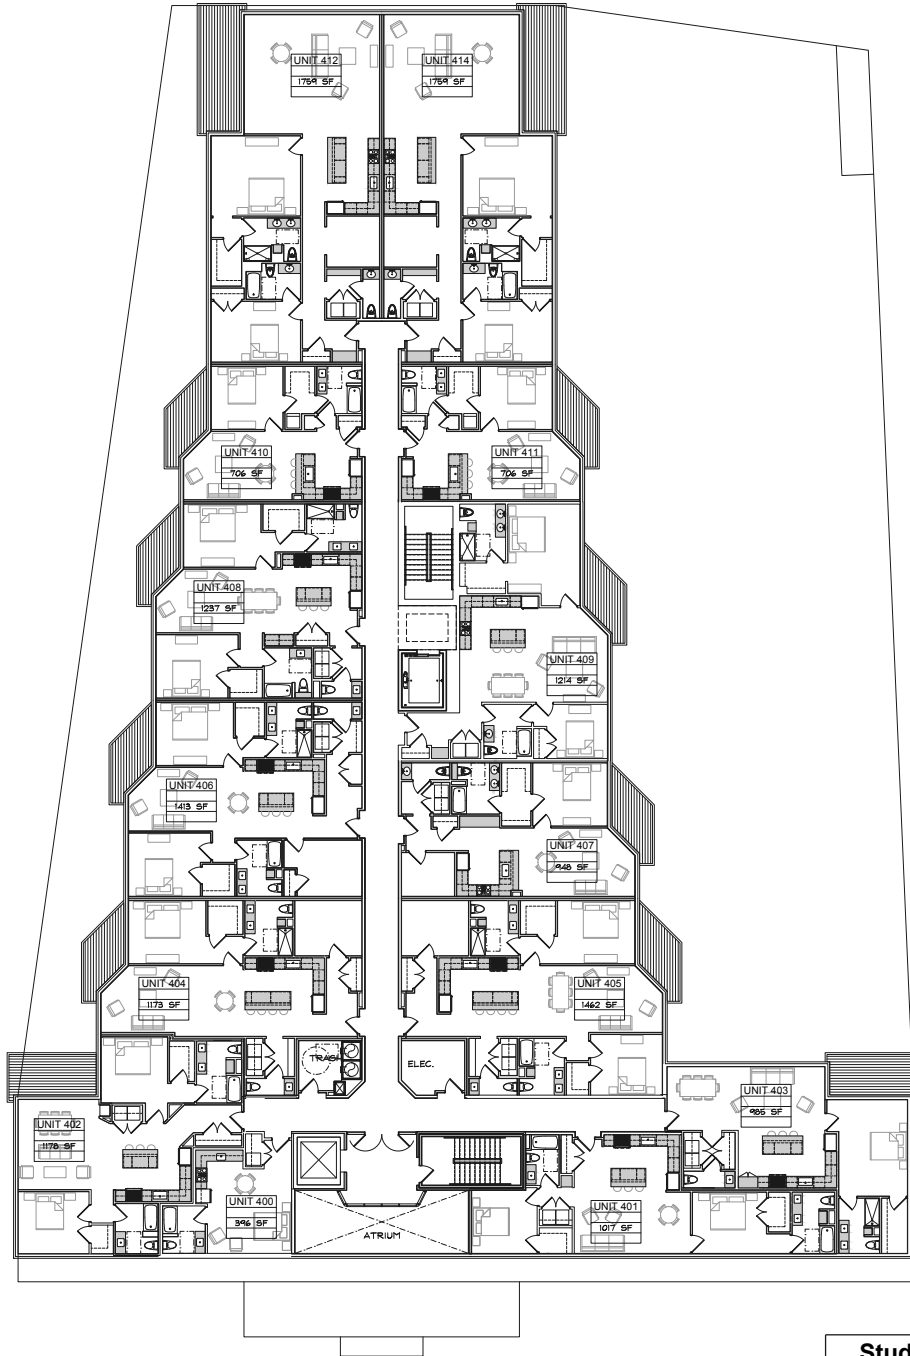 UNIT 412
1759 SF
UNIT 414
1759 SF
UNIT 410
706 SF
UNIT 411
706 SF
UNIT 408
1237 SF
UNIT 409
1214 SF
UNIT 406
1413 SF
UNIT 407
948 SF
UNIT 404
1173 SF
UNIT 405
1462 SF
TRASH
ELEC.
UNIT 403
985 SF
UNIT 402
1178 SF
UNIT 400
396 SF
UNIT 401
1017 SF
ATRIUM
Stud